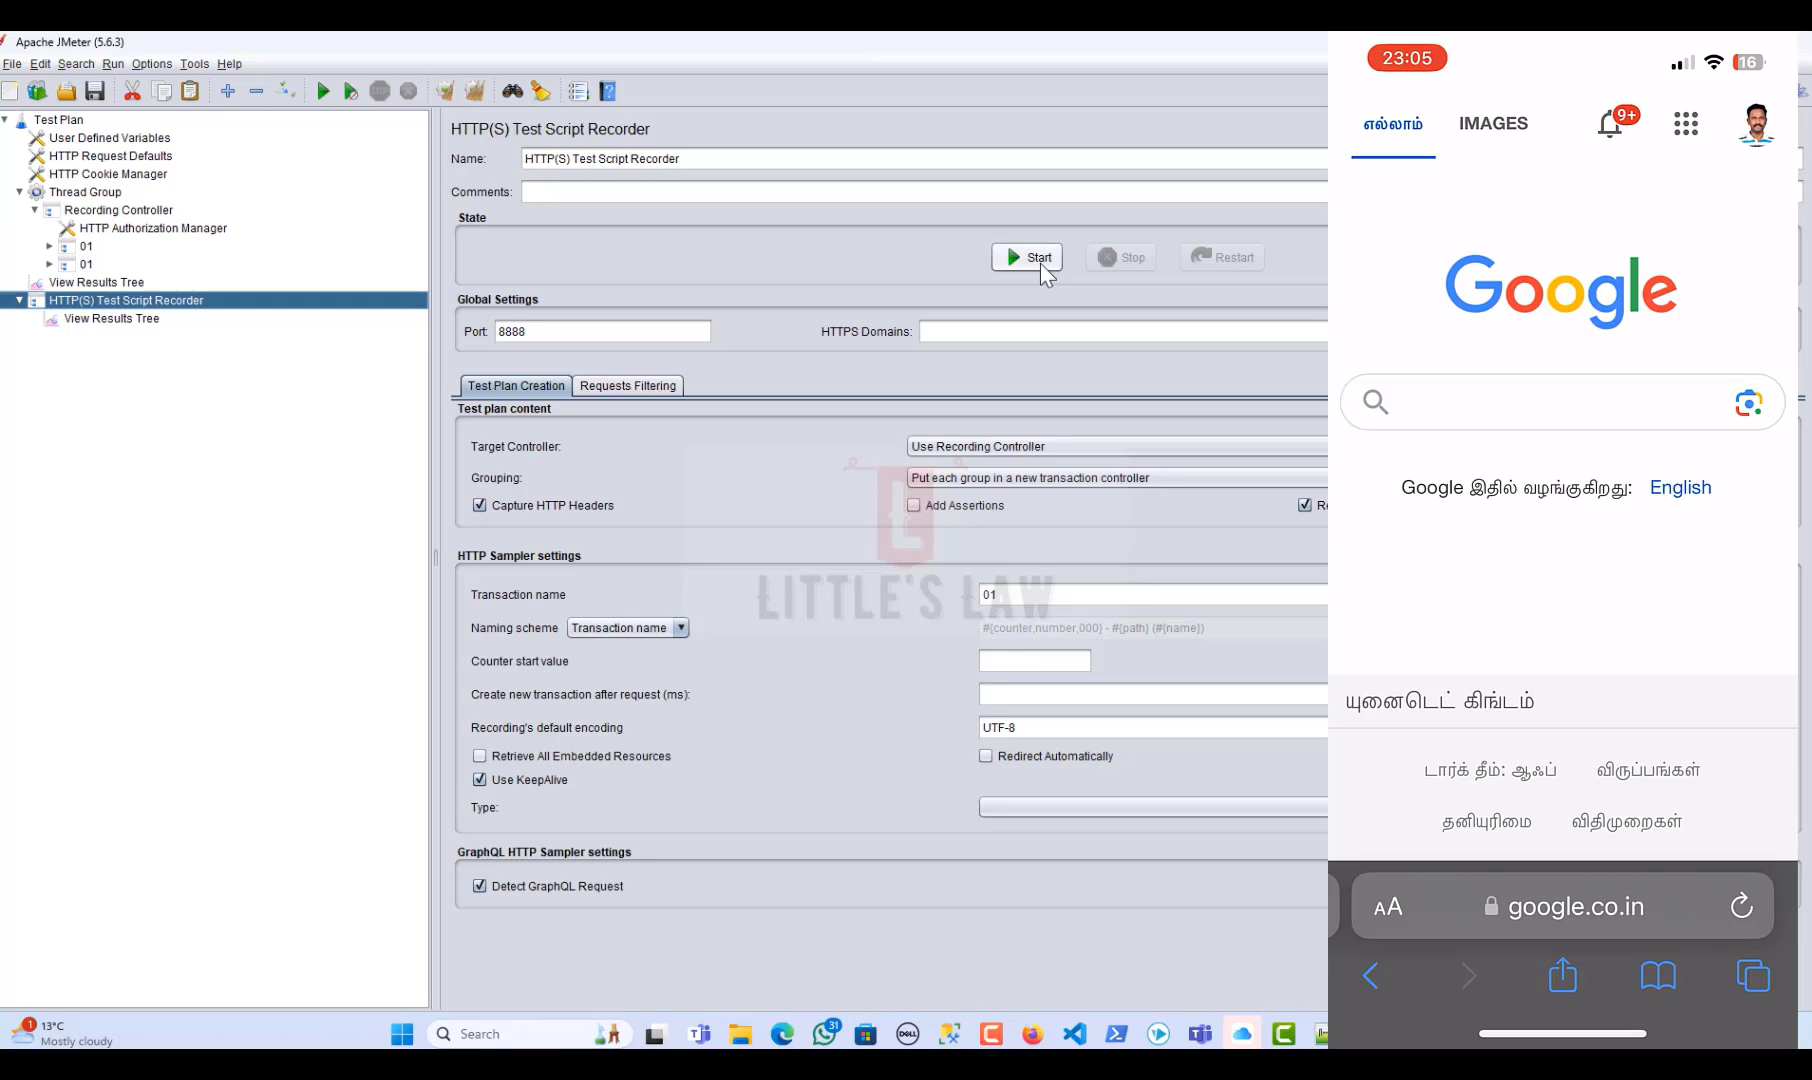 Apache JMeter (5.6.3)
File Edit Search Run Options Tools Help
Test Plan
User Defined Variables
HTTP Request Defaults
HTTP Cookie Manager
Thread Group
Recording Controller
HTTP Authorization Manager
01
01
View Results Tree
HTTP(S) Test Script Recorder
View Results Tree
HTTP(S) Test Script Recorder
Name: HTTP(S) Test Script Recorder
Comments:
State
Start Stop Restart
Global Settings
Port: 8888 HTTPS Domains:
Test Plan Creation Requests Filtering
Test plan content
Target Controller: Use Recording Controller
Grouping: Put each group in a new transaction controller
Capture HTTP Headers Add Assertions
HTTP Sampler settings
Transaction name 01
Naming scheme Transaction name #{counter,number,000} - #{path} (#{name})
Counter start value
Create new transaction after request (ms):
Recording's default encoding UTF-8
Retrieve All Embedded Resources Redirect Automatically
Use KeepAlive
Type:
GraphQL HTTP Sampler settings
Detect GraphQL Request
LITTLE'S LAW
23:05 16
எல்லாம் IMAGES 9+
Google
Google இதில் வழங்குகிறது: English
யுனைடெட் கிங்டம்
டார்க் தீம்: ஆஃப் விருப்பங்கள்
தனியுரிமை விதிமுறைகள்
AA google.co.in
1 13°C
Mostly cloudy
Search
31
DELL